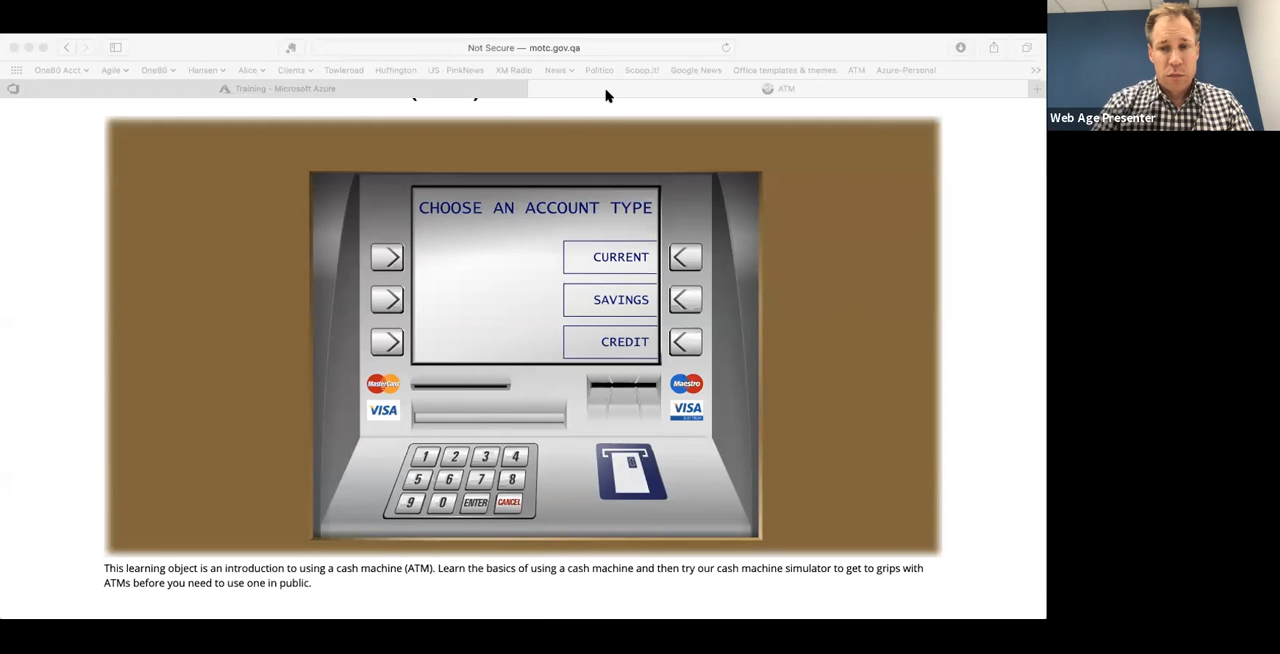 Not Secure — motc.gov.qa
One80 Acct Agile One80 Hansen Alice Clients Towleroad Huffington US PinkNews XM Radio News Politico Scoop.it! Google News Office templates & themes ATM Azure-Personal
Training - Microsoft Azure ATM
Web Age Presenter
CHOOSE AN ACCOUNT TYPE
CURRENT
SAVINGS
CREDIT
MasterCard
Maestro
VISA
VISA
1 2 3 4
5 6 7 8
9 0 ENTER CANCEL
This learning object is an introduction to using a cash machine (ATM). Learn the basics of using a cash machine and then try our cash machine simulator to get to grips with
ATMs before you need to use one in public.